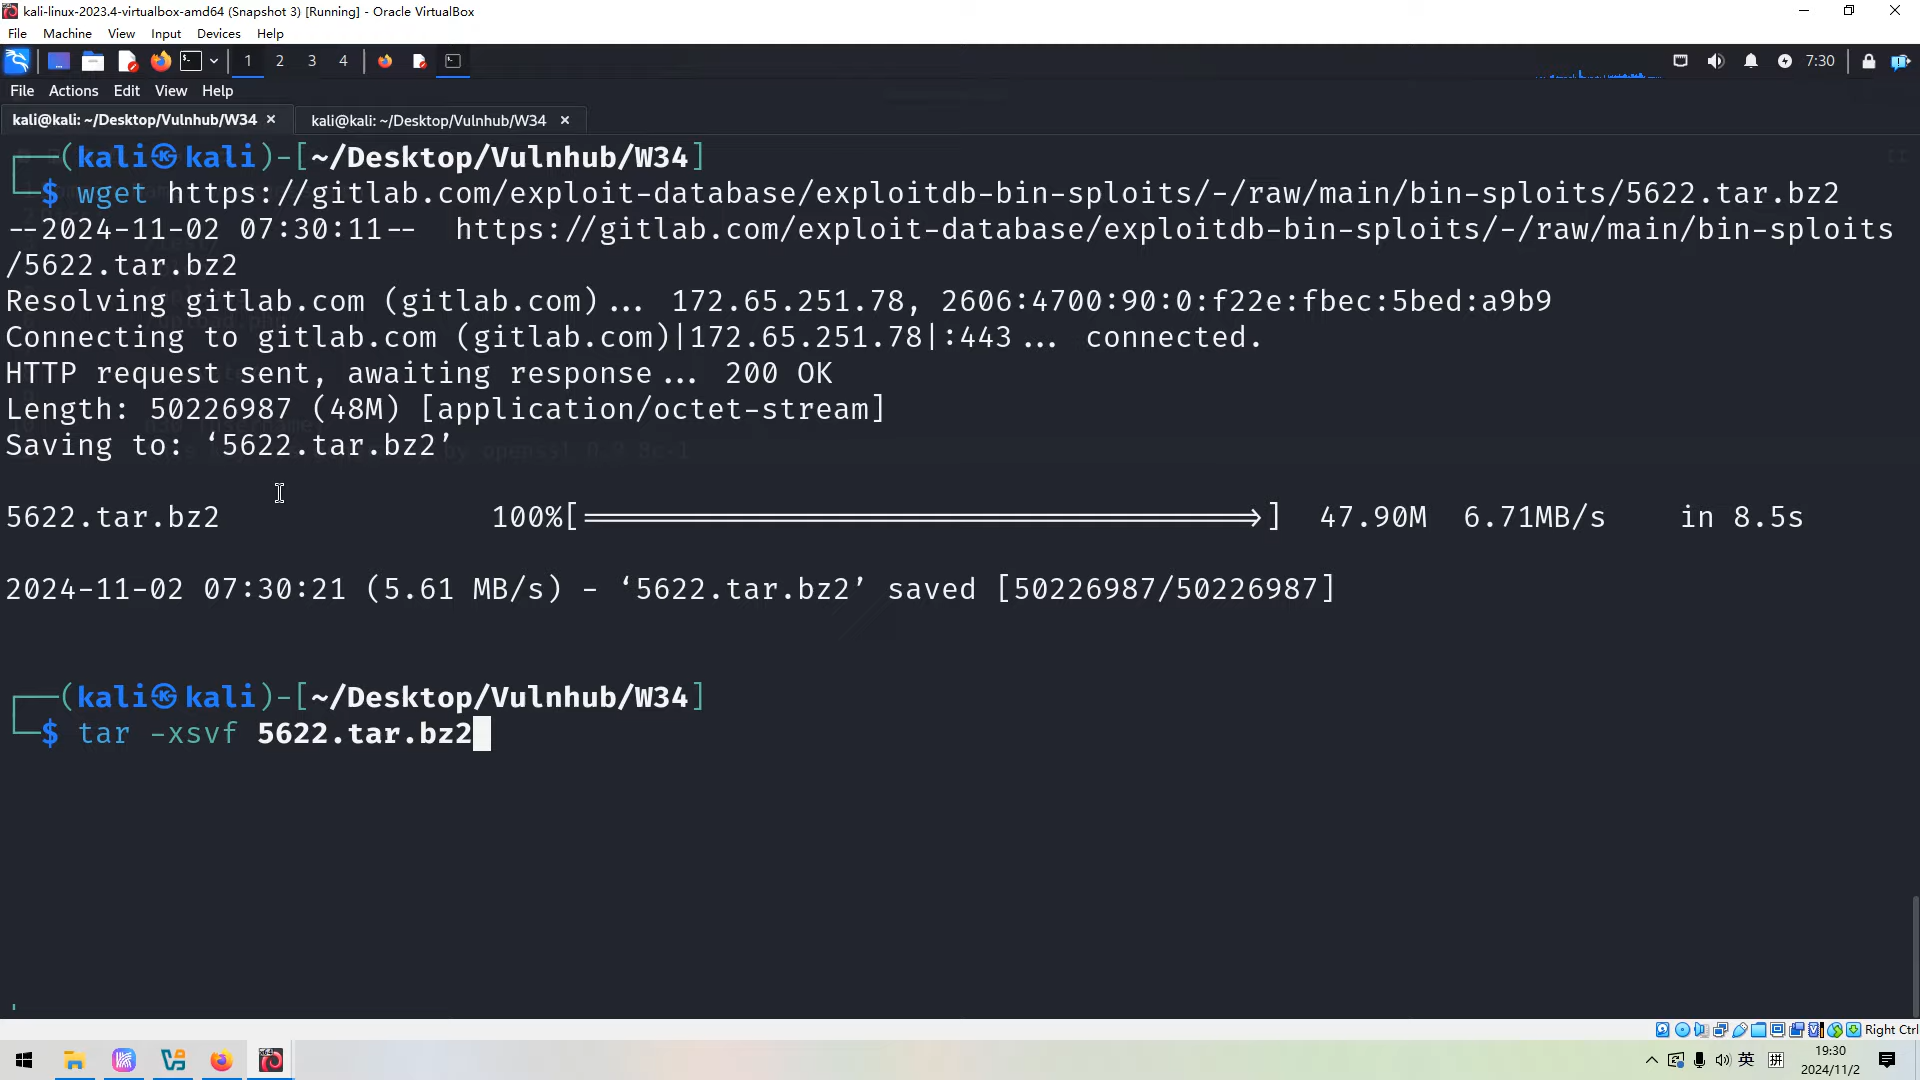 kali-linux-2023.4-virtualbox-amd64 (Snapshot 3) [Running] - Oracle VirtualBox
File Machine View Input Devices Help
1 2 3 4 7:30
File Actions Edit View Help
kali@kali: ~/Desktop/Vulnhub/W34 × kali@kali: ~/Desktop/Vulnhub/W34 ×
┌──(kali㉿kali)-[~/Desktop/Vulnhub/W34]
└─$ wget https://gitlab.com/exploit-database/exploitdb-bin-sploits/-/raw/main/bin-sploits/5622.tar.bz2
--2024-11-02 07:30:11-- https://gitlab.com/exploit-database/exploitdb-bin-sploits/-/raw/main/bin-sploits
/5622.tar.bz2
Resolving gitlab.com (gitlab.com)... 172.65.251.78, 2606:4700:90:0:f22e:fbec:5bed:a9b9
Connecting to gitlab.com (gitlab.com)|172.65.251.78|:443... connected.
HTTP request sent, awaiting response... 200 OK
Length: 50226987 (48M) [application/octet-stream]
Saving to: ‘5622.tar.bz2’
5622.tar.bz2 100%[===================>] 47.90M 6.71MB/s in 8.5s
2024-11-02 07:30:21 (5.61 MB/s) - ‘5622.tar.bz2’ saved [50226987/50226987]
┌──(kali㉿kali)-[~/Desktop/Vulnhub/W34]
└─$ tar -xsvf 5622.tar.bz2
Right Ctrl
英 拼 19:30
2024/11/2